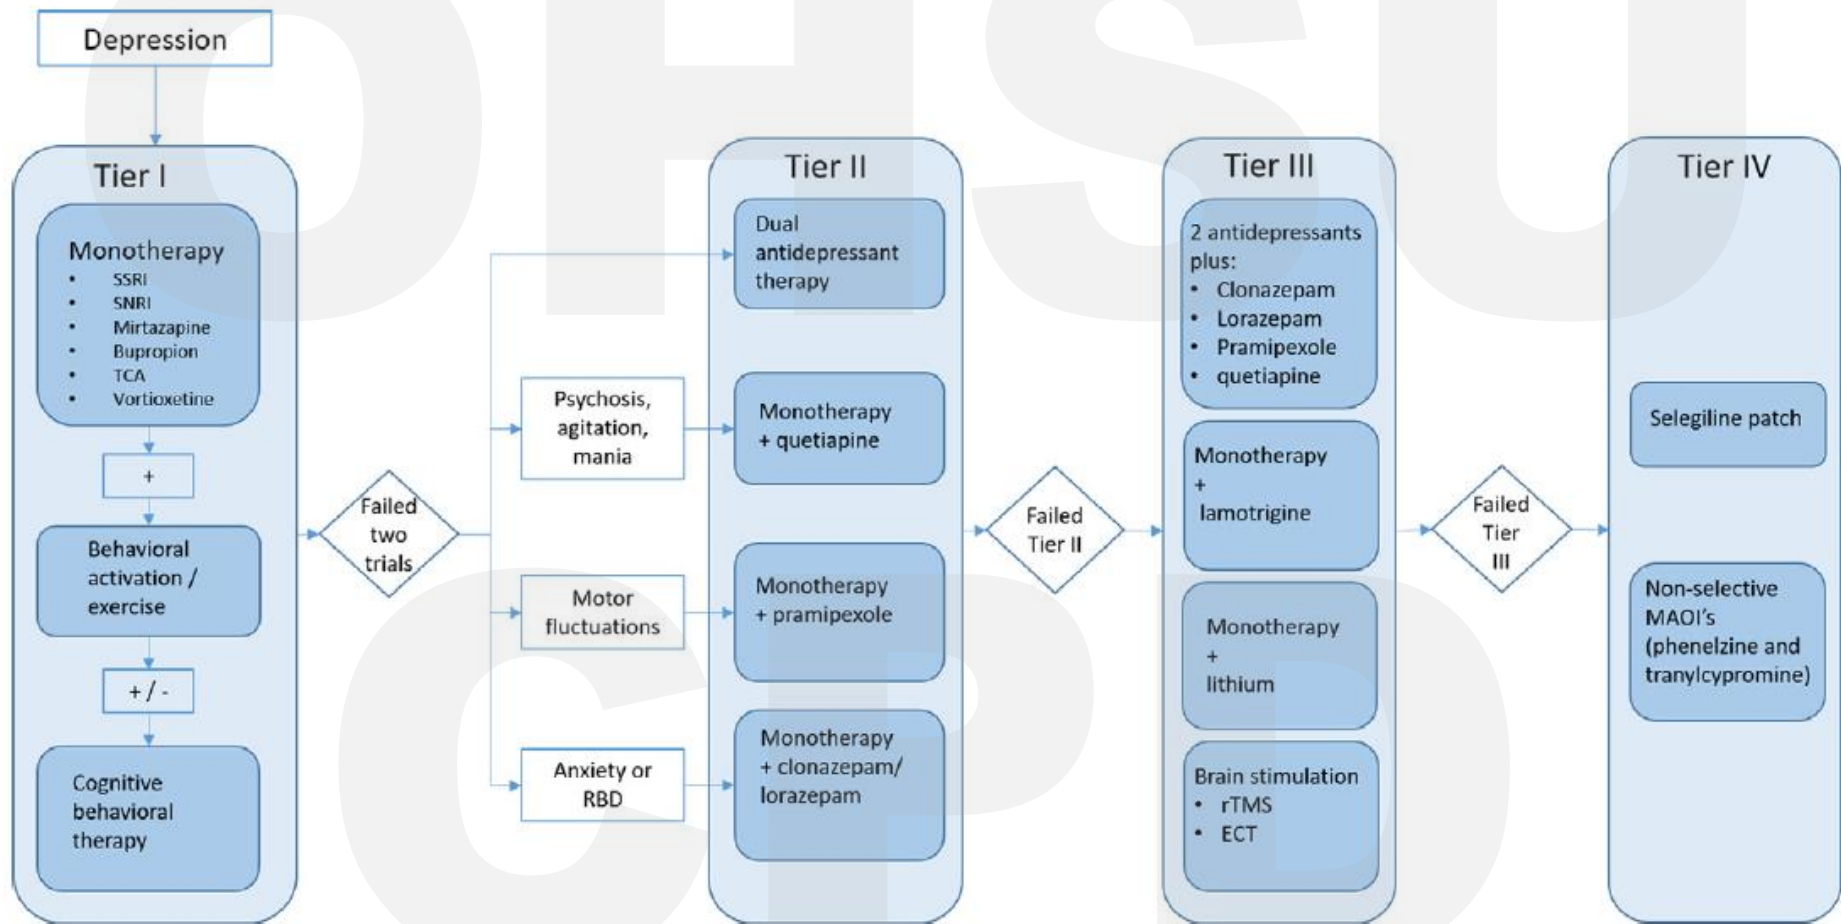 OHSU
CPD
Depression
Tier I
Monotherapy
• SSRI
• SNRI
• Mirtazapine
• Bupropion
• TCA
• Vortioxetine
+
Behavioral
activation /
exercise
+ / -
Cognitive
behavioral
therapy
Failed
two
trials
Psychosis,
agitation,
mania
Motor
fluctuations
Anxiety or
RBD
Tier II
Dual
antidepressant
therapy
Monotherapy
+ quetiapine
Monotherapy
+ pramipexole
Monotherapy
+ clonazepam/
lorazepam
Failed
Tier II
Tier III
2 antidepressants
plus:
• Clonazepam
• Lorazepam
• Pramipexole
• quetiapine
Monotherapy
+
lamotrigine
Monotherapy
+
lithium
Brain stimulation
• rTMS
• ECT
Failed
Tier
III
Tier IV
Selegiline patch
Non-selective
MAOI's
(phenelzine and
tranylcypromine)